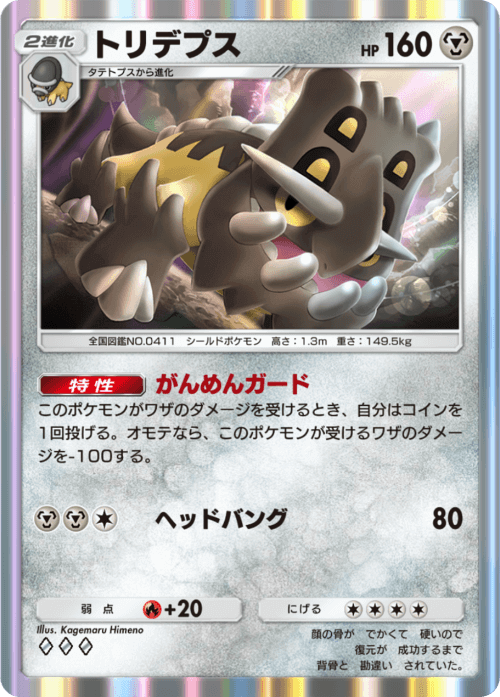 2進化
トリデプス
HP 160
タテトプスから進化
全国図鑑NO.0411 シールドポケモン 高さ：1.3m 重さ：149.5kg
特性 がんめんガード
このポケモンがワザのダメージを受けるとき、自分はコインを
1回投げる。オモテなら、このポケモンが受けるワザのダメー
ジを-100する。
ヘッドバング 80
弱点 +20 にげる
Illus. Kagemaru Himeno
顔の骨が でかくて 硬いので
復元が 成功するまで
背骨と 勘違い されていた。